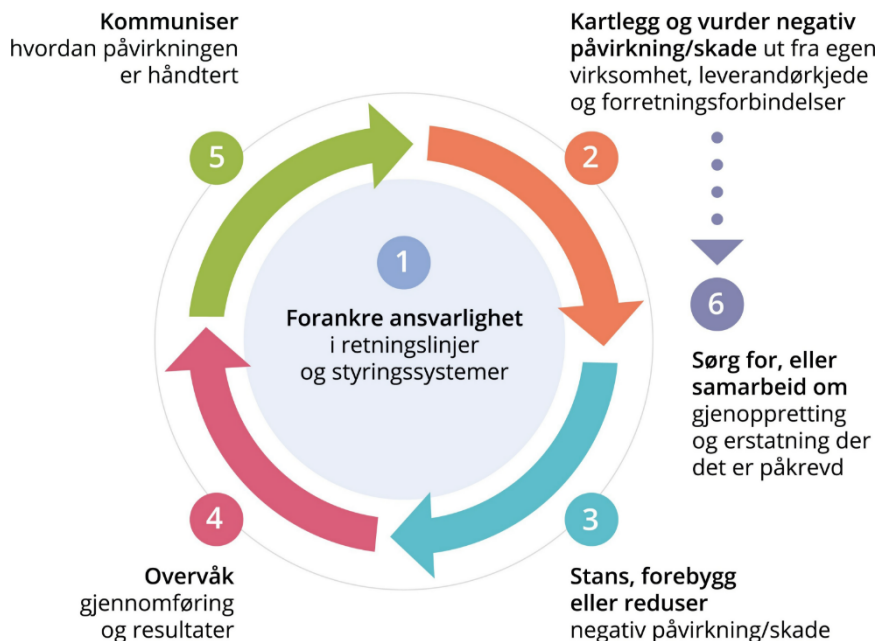 1
Forankre ansvarlighet
i retningslinjer
og styringssystemer
2
Kartlegg og vurder negativ
påvirkning/skade ut fra egen
virksomhet, leverandørkjede
og forretningsforbindelser
3
Stans, forebygg
eller reduser
negativ påvirkning/skade
4
Overvåk
gjennomføring
og resultater
5
Kommuniser
hvordan påvirkningen
er håndtert
6
Sørg for, eller
samarbeid om
gjenoppretting
og erstatning der
det er påkrevd